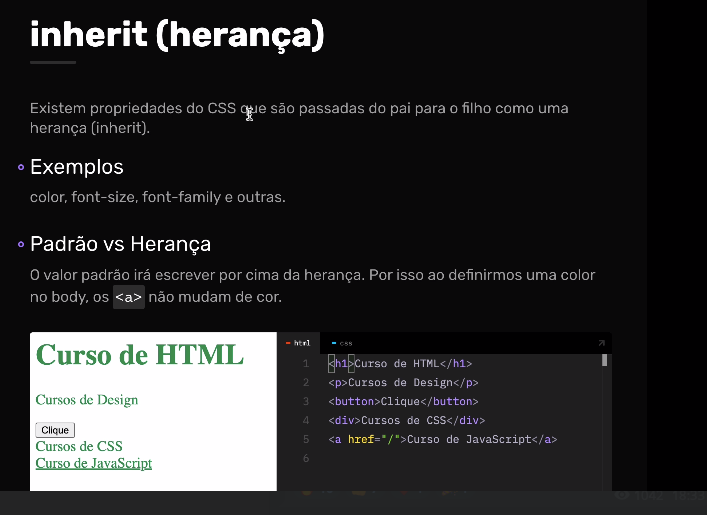 inherit (herança)
Existem propriedades do CSS que são passadas do pai para o filho como uma
herança (inherit).
Exemplos
color, font-size, font-family e outras.
Padrão vs Herança
O valor padrão irá escrever por cima da herança. Por isso ao definirmos uma color
no body, os <a> não mudam de cor.
Curso de HTML
Cursos de Design
Clique
Cursos de CSS
Curso de JavaScript
html css
1 <h1>Curso de HTML</h1>
2 <p>Cursos de Design</p>
3 <button>Clique</button>
4 <div>Cursos de CSS</div>
5 <a href="/">Curso de JavaScript</a>
6
1042 18:33